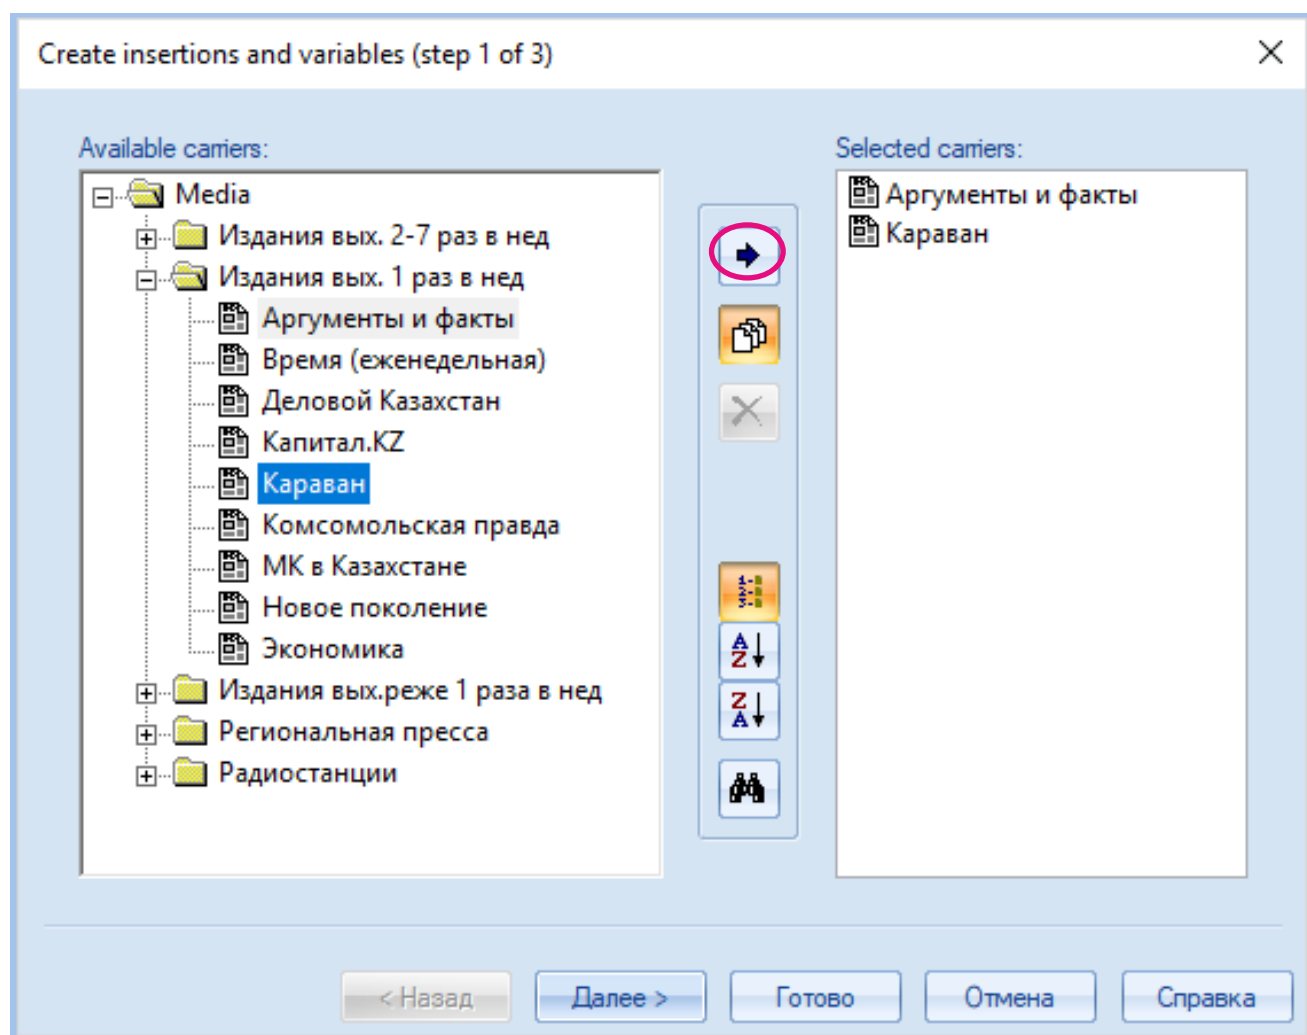 Create insertions and variables (step 1 of 3)
Available carriers:
Media
Издания вых. 2-7 раз в нед
Издания вых. 1 раз в нед
Аргументы и факты
Время (еженедельная)
Деловой Казахстан
Капитал.KZ
Караван
Комсомольская правда
МК в Казахстане
Новое поколение
Экономика
Издания вых.реже 1 раза в нед
Региональная пресса
Радиостанции
Selected carriers:
Аргументы и факты
Караван
< Назад
Далее >
Готово
Отмена
Справка